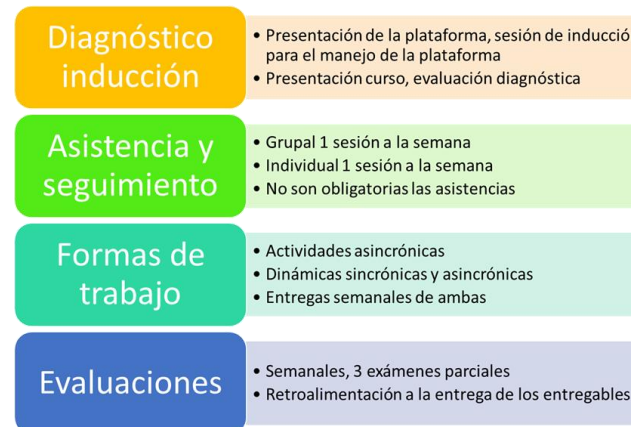 Diagnóstico
inducción
• Presentación de la plataforma, sesión de inducció
para el manejo de la plataforma
• Presentación curso, evaluación diagnóstica
Asistencia y
seguimiento
• Grupal 1 sesión a la semana
• Individual 1 sesión a la semana
• No son obligatorias las asistencias
Formas de
trabajo
• Actividades asincrónicas
• Dinámicas sincrónicas y asincrónicas
• Entregas semanales de ambas
Evaluaciones
• Semanales, 3 exámenes parciales
• Retroalimentación a la entrega de los entregables